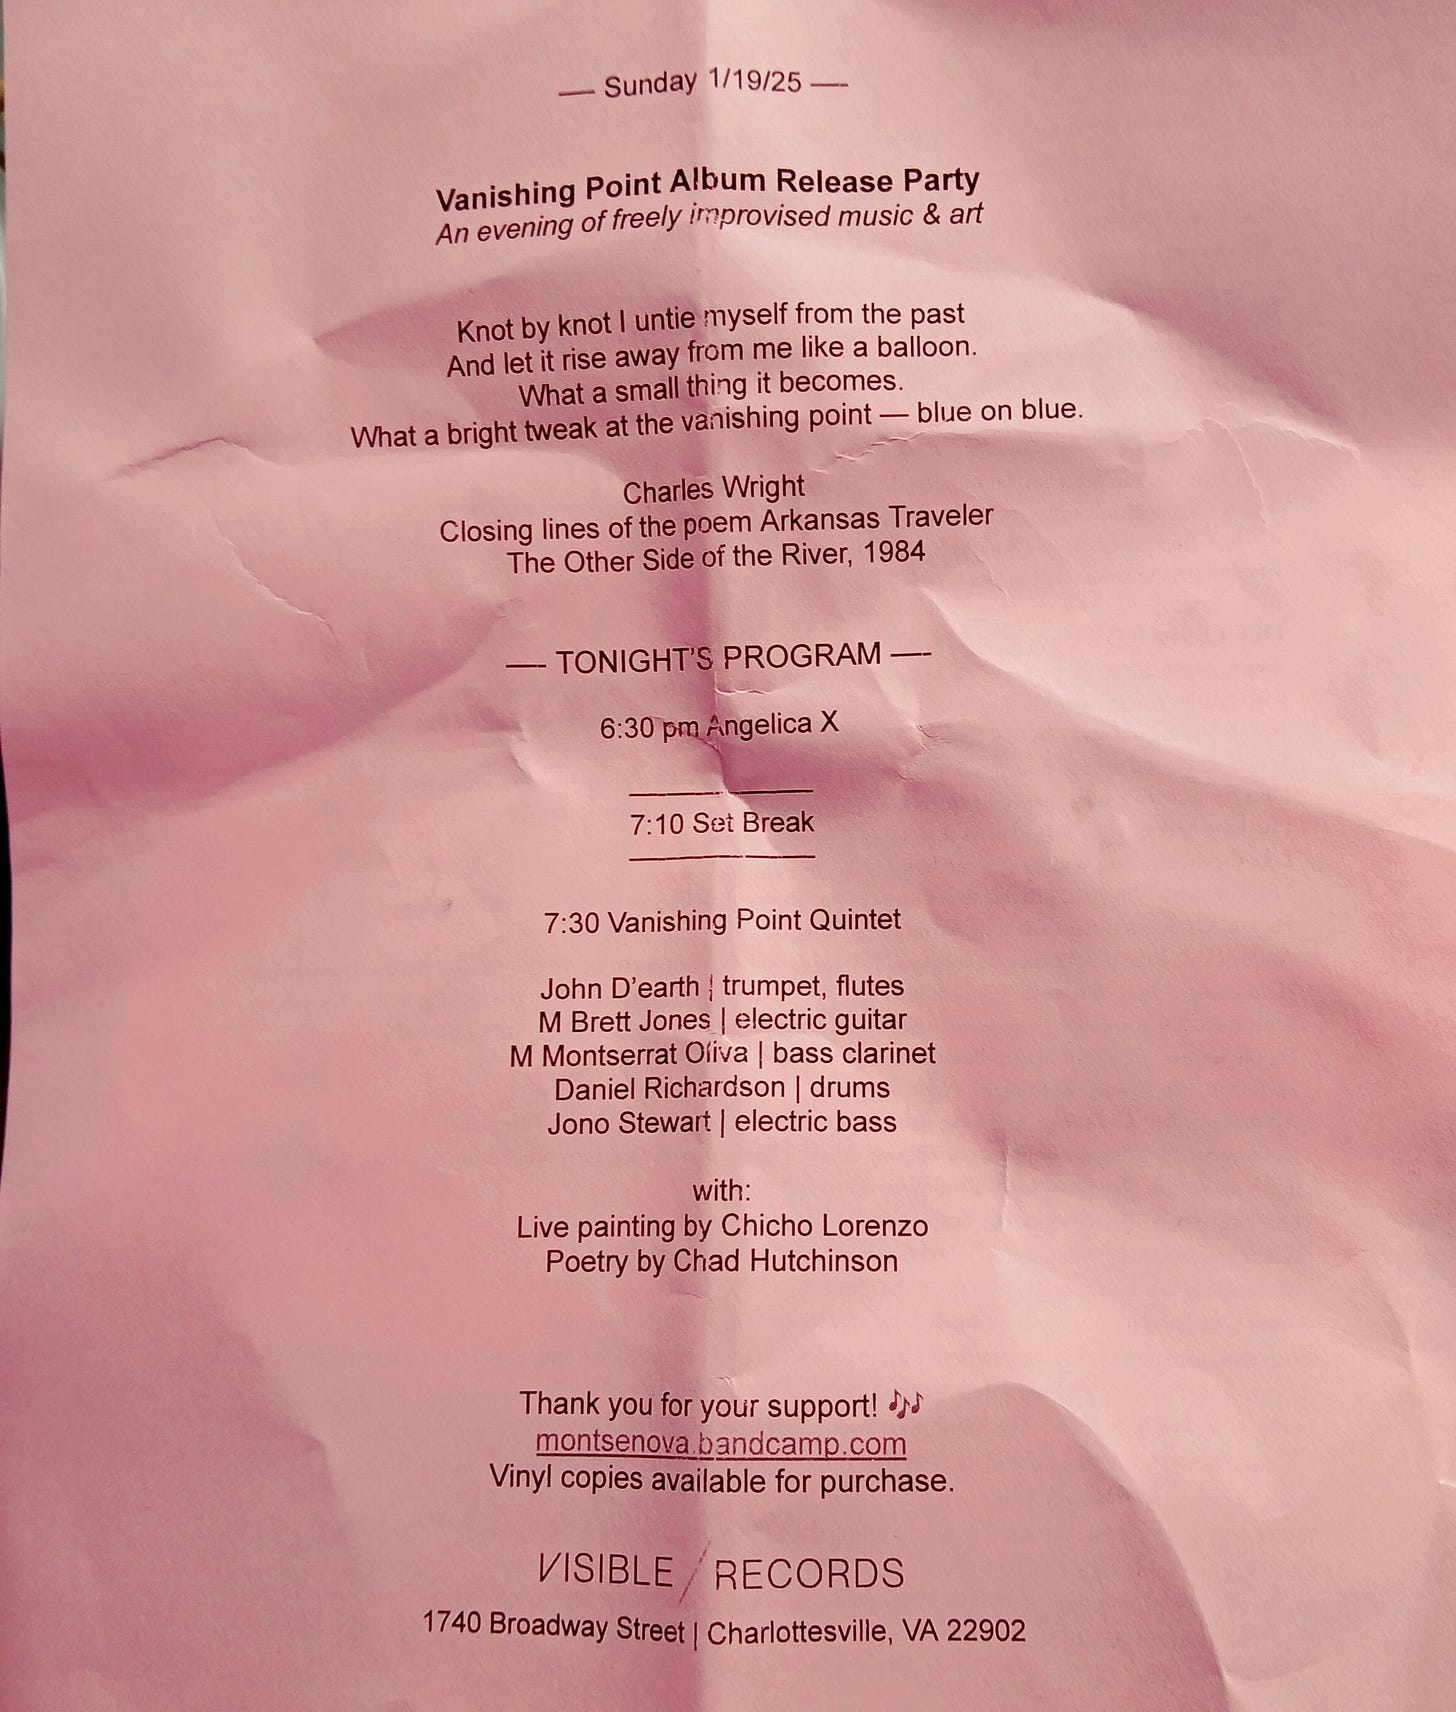 — Sunday 1/19/25 —
Vanishing Point Album Release Party
An evening of freely improvised music & art
Knot by knot I untie myself from the past
And let it rise away from me like a balloon.
What a small thing it becomes.
What a bright tweak at the vanishing point — blue on blue.
Charles Wright
Closing lines of the poem Arkansas Traveler
The Other Side of the River, 1984
— TONIGHT'S PROGRAM —
6:30 pm Angelica X
7:10 Set Break
7:30 Vanishing Point Quintet
John D'earth | trumpet, flutes
M Brett Jones | electric guitar
M Montserrat Oliva | bass clarinet
Daniel Richardson | drums
Jono Stewart | electric bass
with:
Live painting by Chicho Lorenzo
Poetry by Chad Hutchinson
Thank you for your support! 🎶
montsenova.bandcamp.com
Vinyl copies available for purchase.
VISIBLE / RECORDS
1740 Broadway Street | Charlottesville, VA 22902